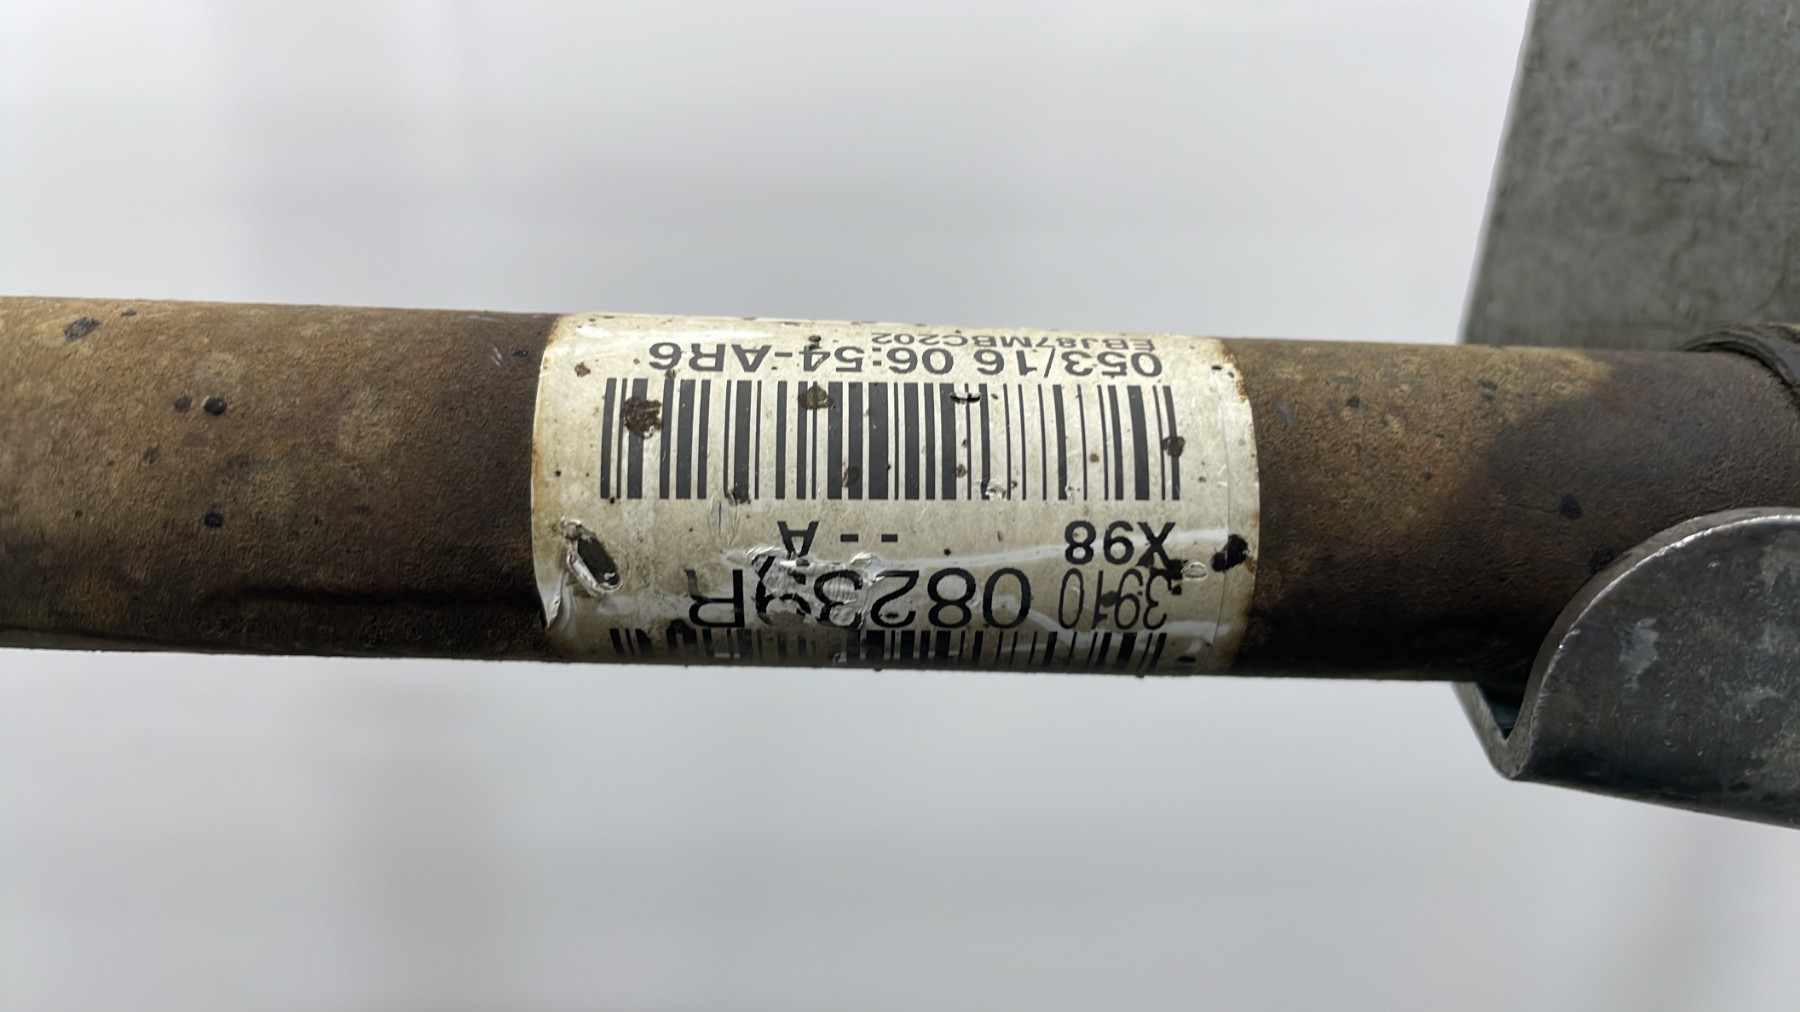 3910 08239R
X98 -- A
053/16 06:54-AR6
EBJ87MBC202